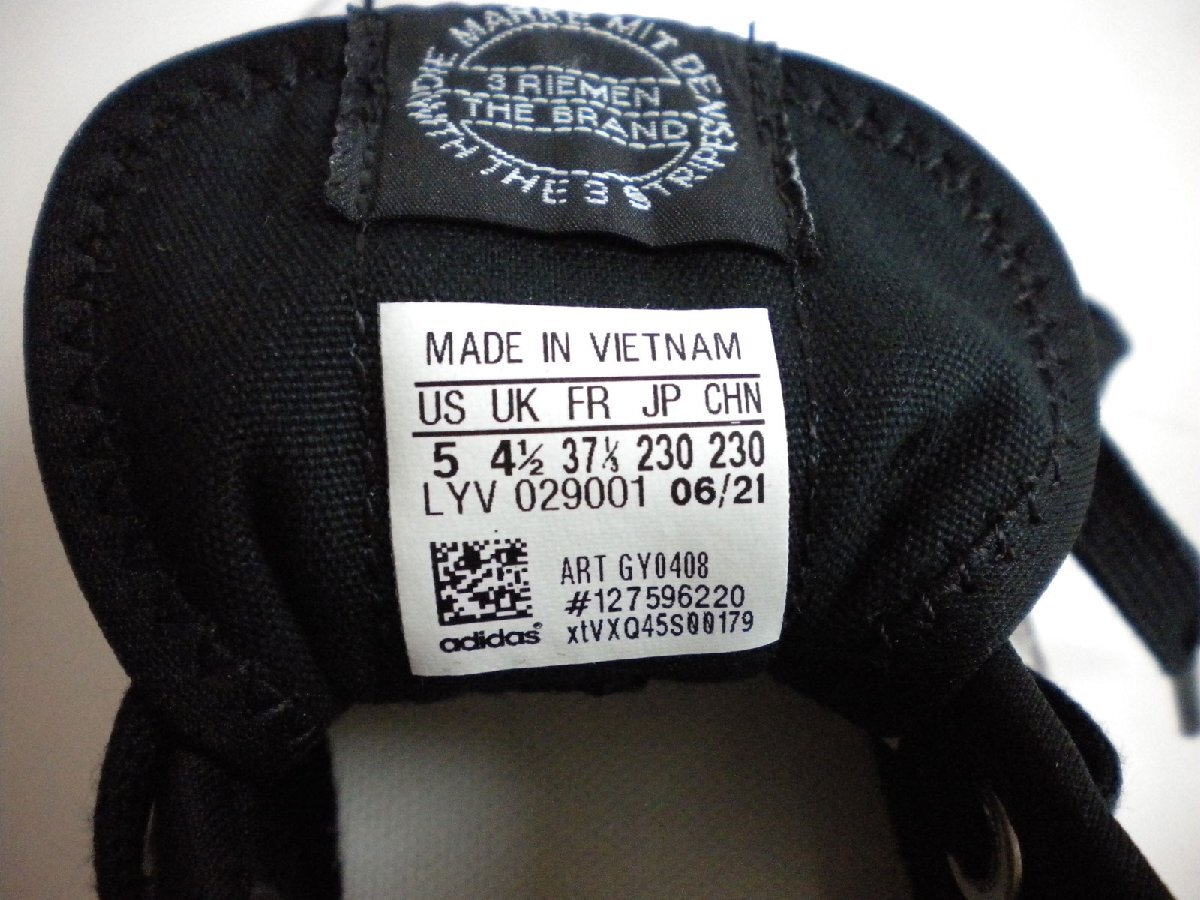 DIE MARKE MIT DEN
3 RIEMEN
THE BRAND
WITH THE 3 STRIPES
MADE IN VIETNAM
US UK FR JP CHN
5 4½ 37⅓ 230 230
LYV 029001 06/21
ART GY0408
#127596220
adidas® xtVXQ45S00179